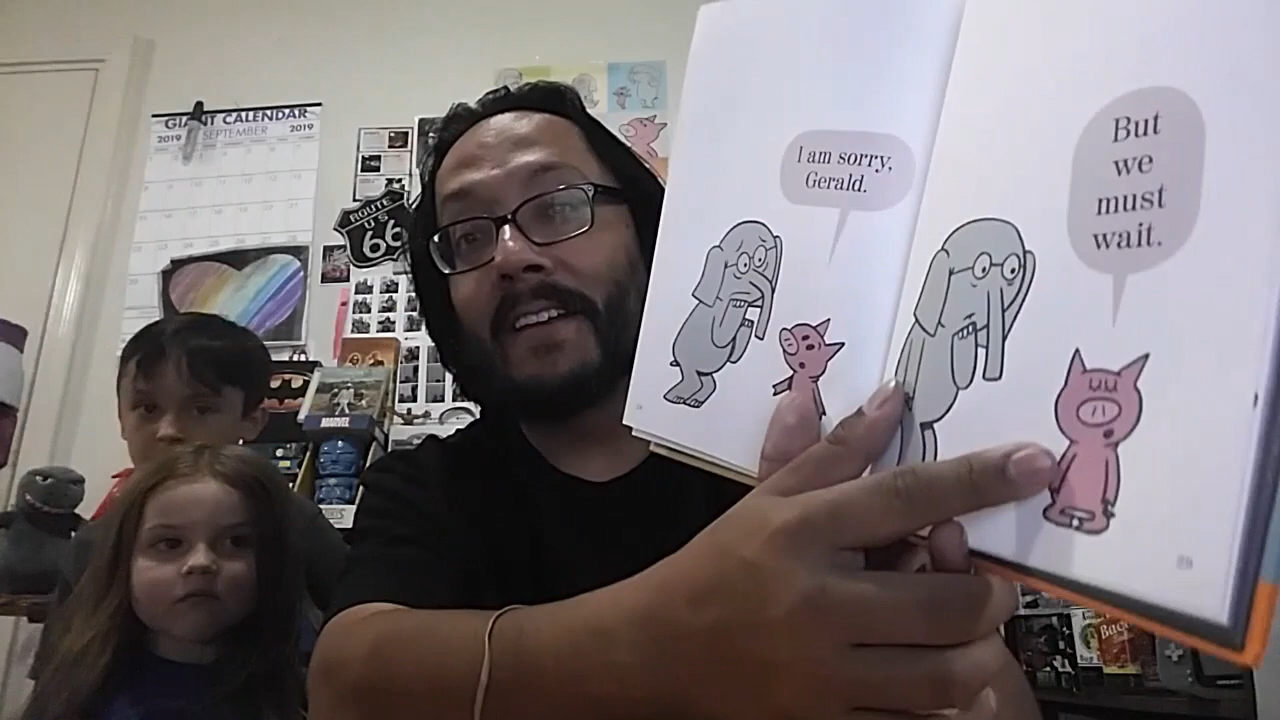 GIANT CALENDAR
2019 SEPTEMBER 2019
ROUTE
US
66
MARVEL
I am sorry,
Gerald.
But
we
must
wait.